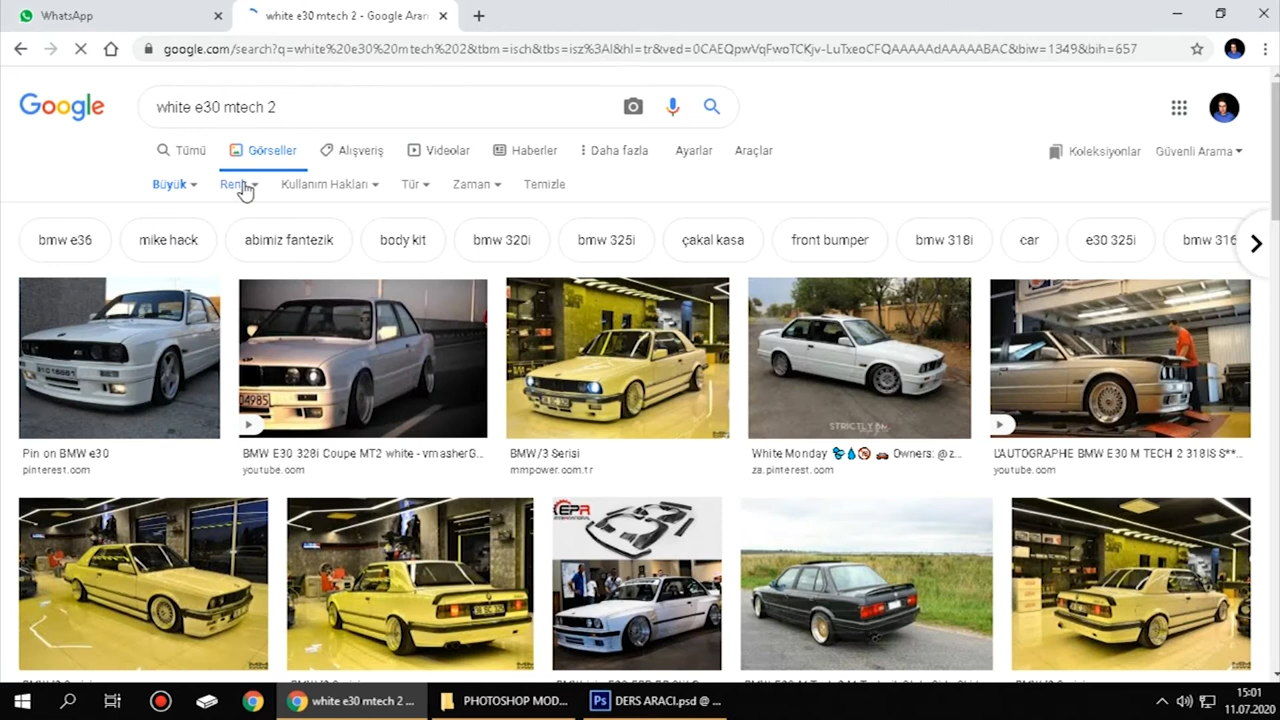 WhatsApp
white e30 mtech 2 - Google Aram
google.com/search?q=white%20e30%20mtech%202&tbm=isch&tbs=isz%3Al&hl=tr&ved=0CAEQpwVqFwoTCKjv-LuTxeoCFQAAAAAdAAAAABAC&biw=1349&bih=657
Google
white e30 mtech 2
Tümü Görseller Alışveriş Videolar Haberler Daha fazla Ayarlar Araçlar
Koleksiyonlar Güvenli Arama
Büyük Renk Kullanım Hakları Tür Zaman Temizle
bmw e36 mike hack abimiz fantezik body kit bmw 320i bmw 325i çakal kasa front bumper bmw 318i car e30 325i bmw 316
04985
STRICTLY
Pin on BMW e30
pinterest.com
BMW E30 328i Coupe MT2 white - vmasherG...
youtube.com
BMW/3 Serisi
mmpower.com.tr
White Monday Owners: @z...
za.pinterest.com
L'AUTOGRAPHE BMW E30 M TECH 2 318IS S**...
youtube.com
EPR
white e30 mtech 2 ...
PHOTOSHOP MOD...
Ps
DERS ARACI.psd @ ...
15:01
11.07.2020